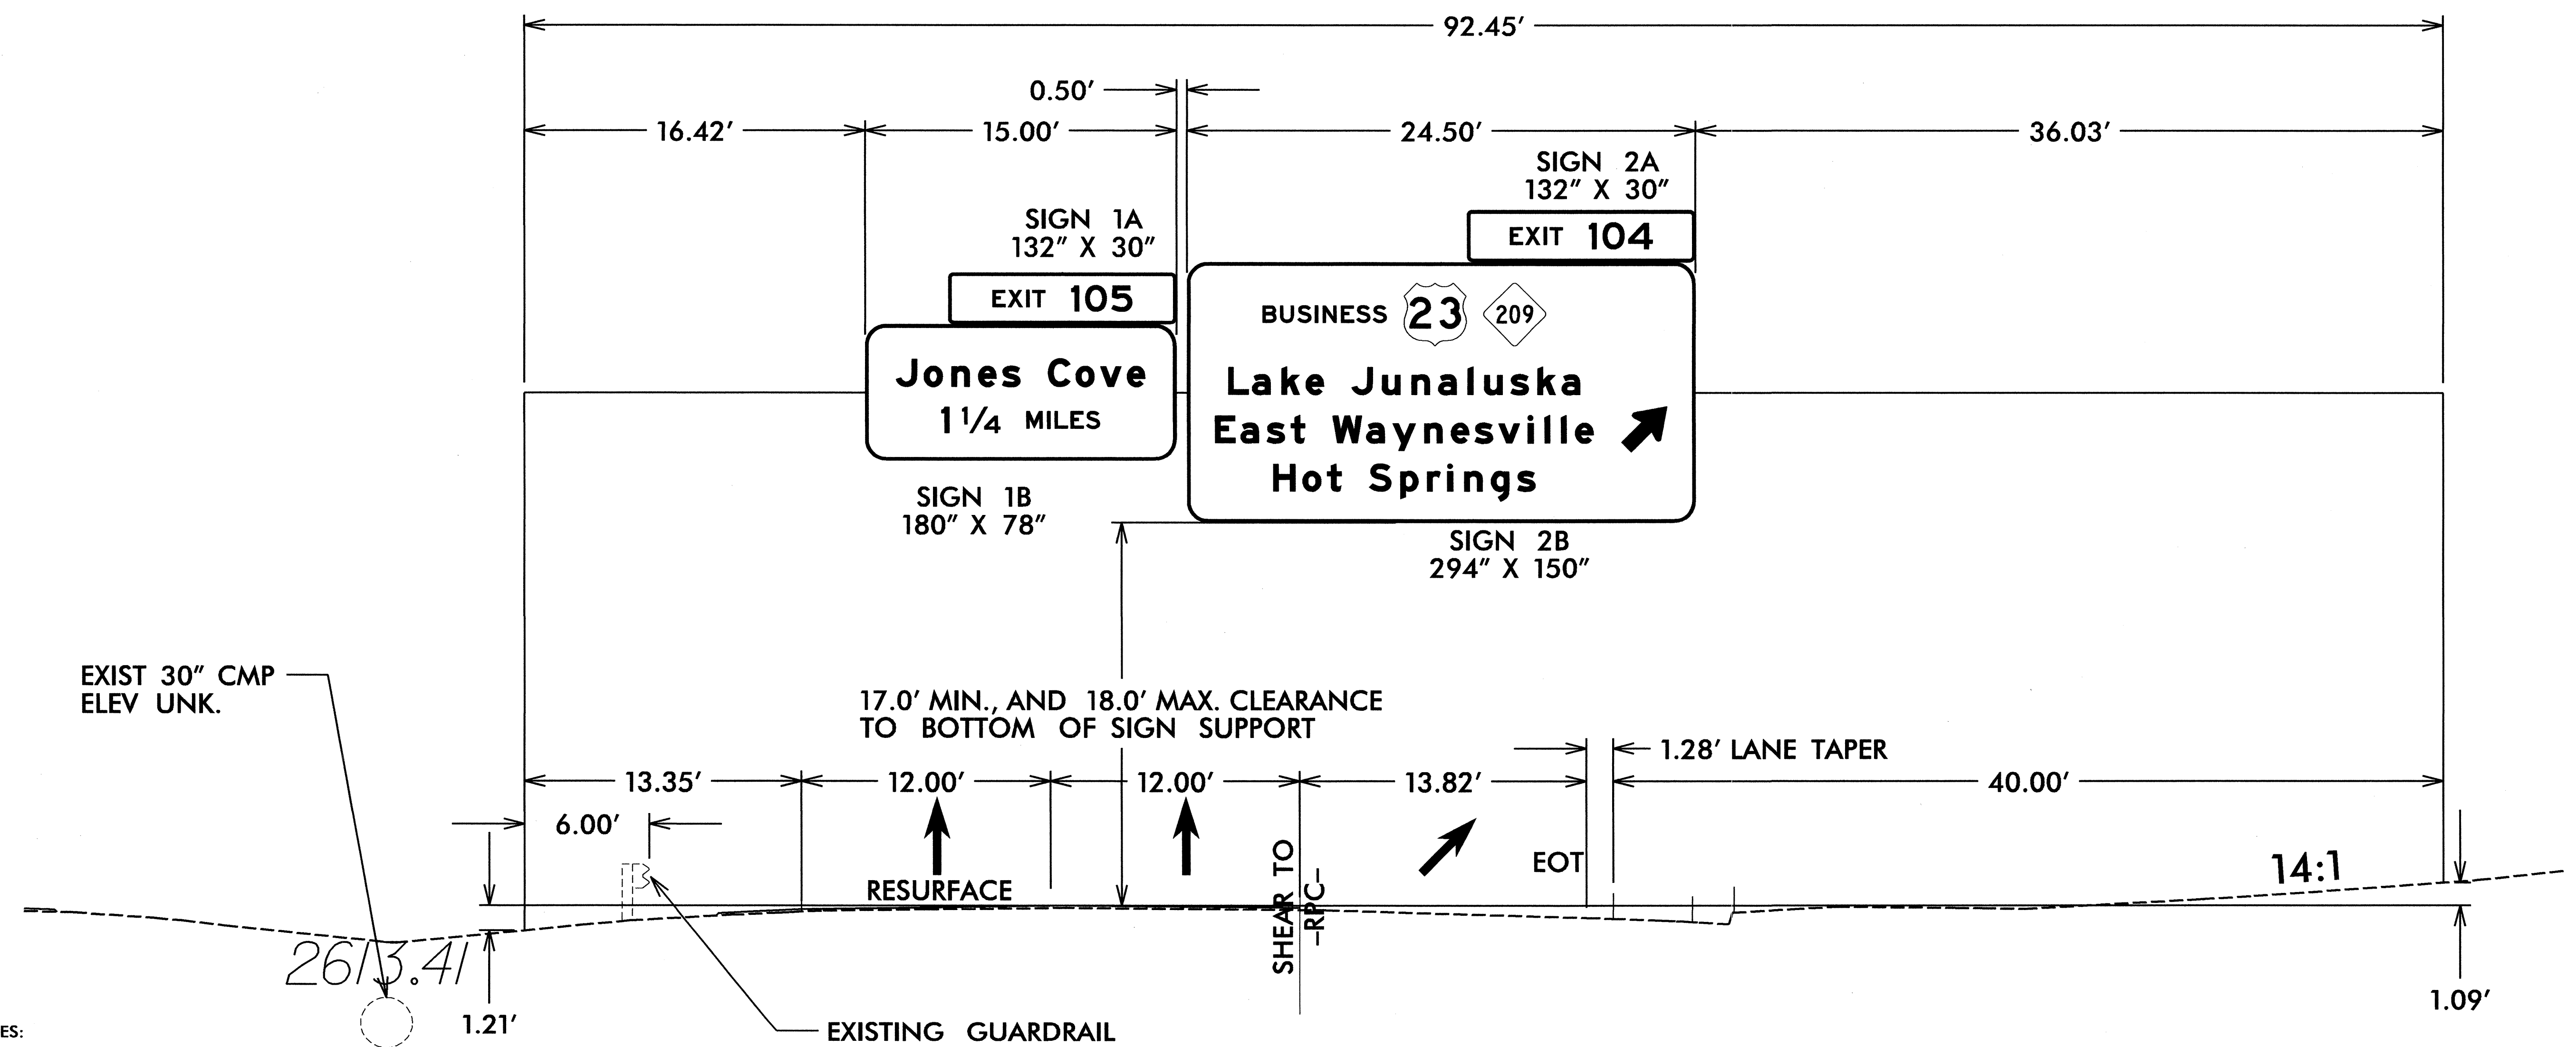 92.45′
0.50′
16.42′ 15.00′ 24.50′ 36.03′
SIGN 2A
132″ X 30″
EXIT 104
SIGN 1A
132″ X 30″
EXIT 105
BUSINESS 23 209
Lake Junaluska
East Waynesville
Hot Springs
Jones Cove
1 1/4 MILES
SIGN 1B
180″ X 78″
SIGN 2B
294″ X 150″
EXIST 30″ CMP
ELEV UNK.
17.0′ MIN., AND 18.0′ MAX. CLEARANCE
TO BOTTOM OF SIGN SUPPORT
1.28′ LANE TAPER
13.35′ 12.00′ 12.00′ 13.82′ 40.00′
6.00′
RESURFACE
SHEAR TO
-RPC-
EOT
14:1
2613.41
1.21′
1.09′
EXISTING GUARDRAIL
ES: